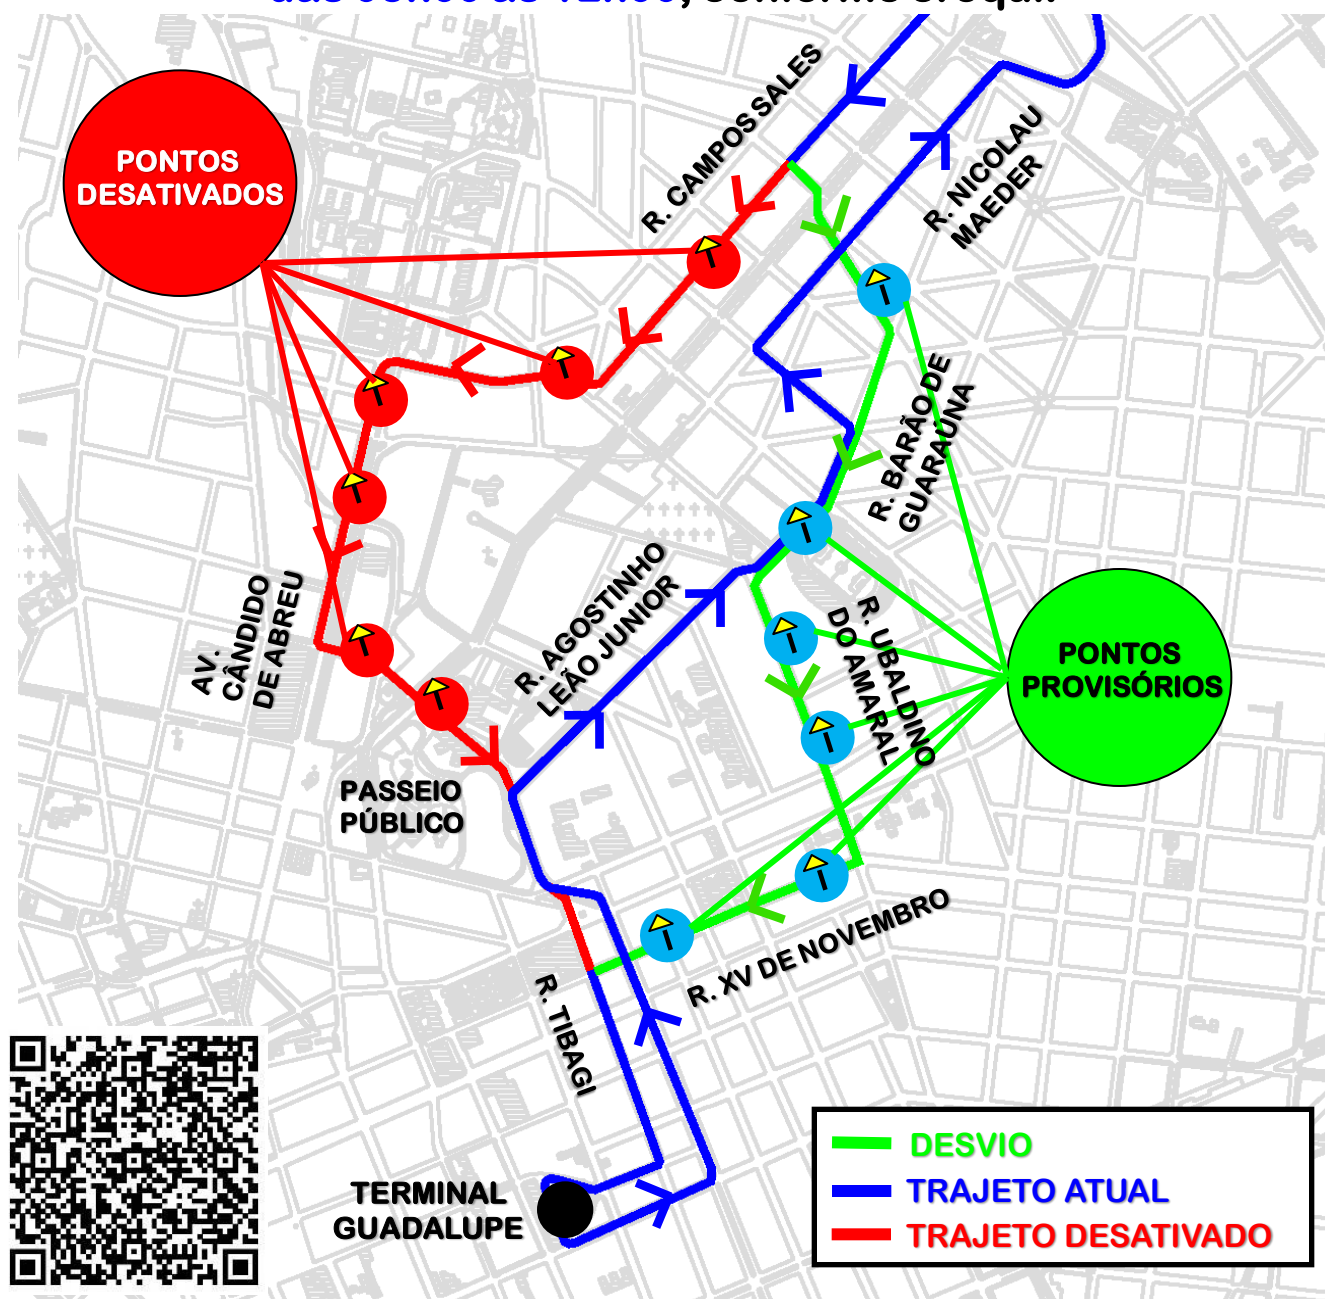 R. CAMPOS SALES
R. NICOLAU
MAEDER
PONTOS
DESATIVADOS
R. BARÃO DE
GUARAÚNA
R. AGOSTINHO
LEÃO JUNIOR
AV.
CÂNDIDO
DE ABREU
R. UBALDINO
DO AMARAL
PONTOS
PROVISÓRIOS
PASSEIO
PÚBLICO
R. XV DE NOVEMBRO
R. TIBAGI
TERMINAL
GUADALUPE
DESVIO
TRAJETO ATUAL
TRAJETO DESATIVADO